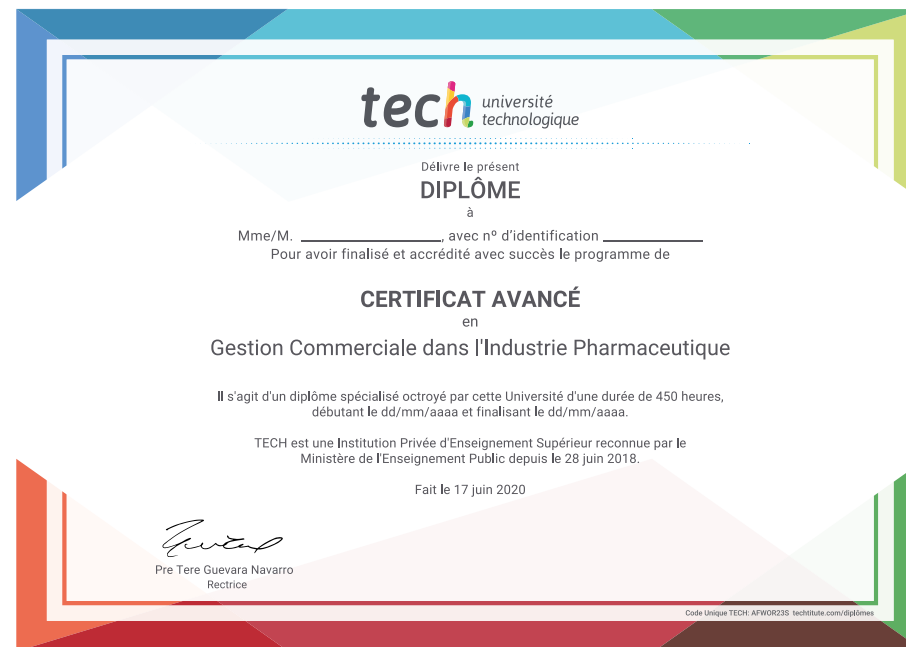 tech université
technologique
Délivre le présent
DIPLÔME
à
Mme/M. ____________________, avec nº d'identification ______________
Pour avoir finalisé et accrédité avec succès le programme de
CERTIFICAT AVANCÉ
en
Gestion Commerciale dans l'Industrie Pharmaceutique
Il s'agit d'un diplôme spécialisé octroyé par cette Université d'une durée de 450 heures,
débutant le dd/mm/aaaa et finalisant le dd/mm/aaaa.
TECH est une Institution Privée d'Enseignement Supérieur reconnue par le
Ministère de l'Enseignement Public depuis le 28 juin 2018.
Fait le 17 juin 2020
Pre Tere Guevara Navarro
Rectrice
Code Unique TECH: AFWOR23S techtitute.com/diplômes